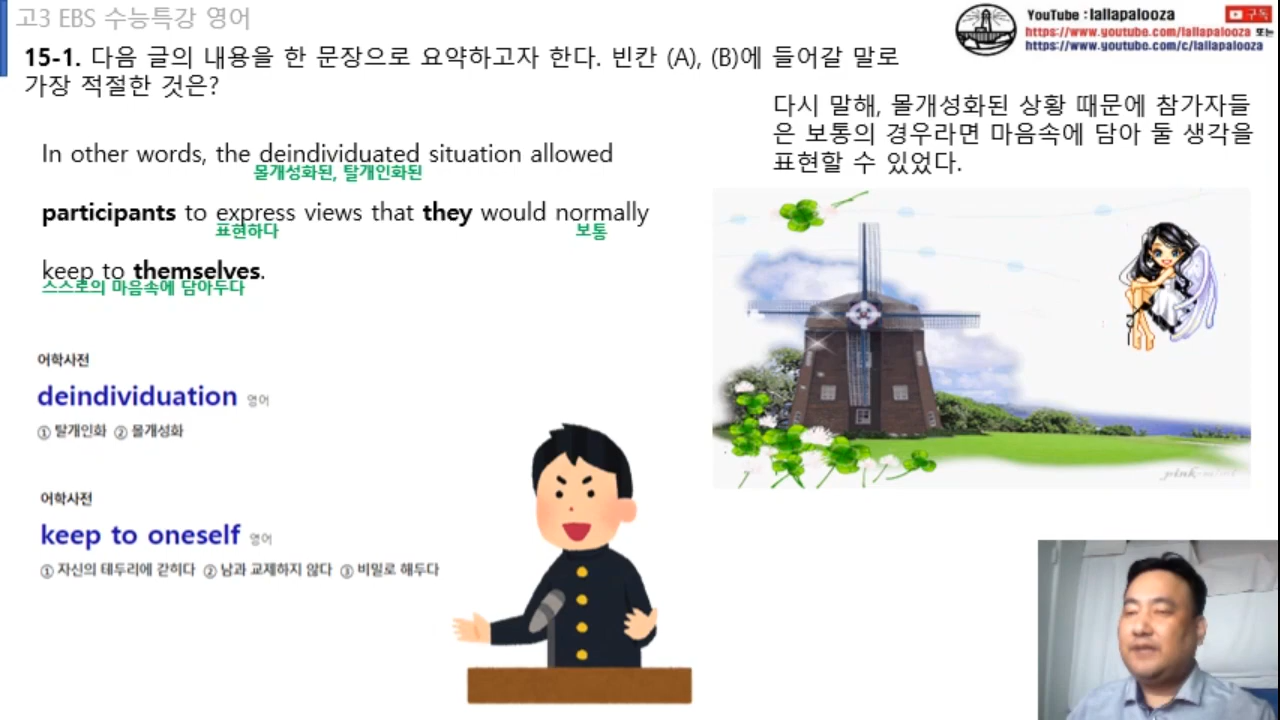 고3 EBS 수능특강 영어
YouTube : lallapalooza
구독
https://www.youtube.com/lallapalooza 또는
https://www.youtube.com/c/lallapalooza
15-1. 다음 글의 내용을 한 문장으로 요약하고자 한다. 빈칸 (A), (B)에 들어갈 말로
가장 적절한 것은?
다시 말해, 몰개성화된 상황 때문에 참가자들
은 보통의 경우라면 마음속에 담아 둘 생각을
표현할 수 있었다.
In other words, the deindividuated situation allowed
몰개성화된, 탈개인화된
participants to express views that they would normally
표현하다
보통
keep to themselves.
스스로의 마음속에 담아두다
어학사전
deindividuation 영어
① 탈개인화 ② 몰개성화
어학사전
keep to oneself 영어
① 자신의 테두리에 갇히다 ② 남과 교제하지 않다 ③ 비밀로 해두다